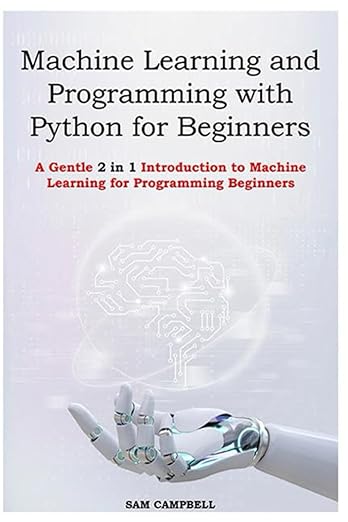 Machine Learning and
Programming with
Python for Beginners
A Gentle 2 in 1 Introduction to Machine
Learning for Programming Beginners
SAM CAMPBELL